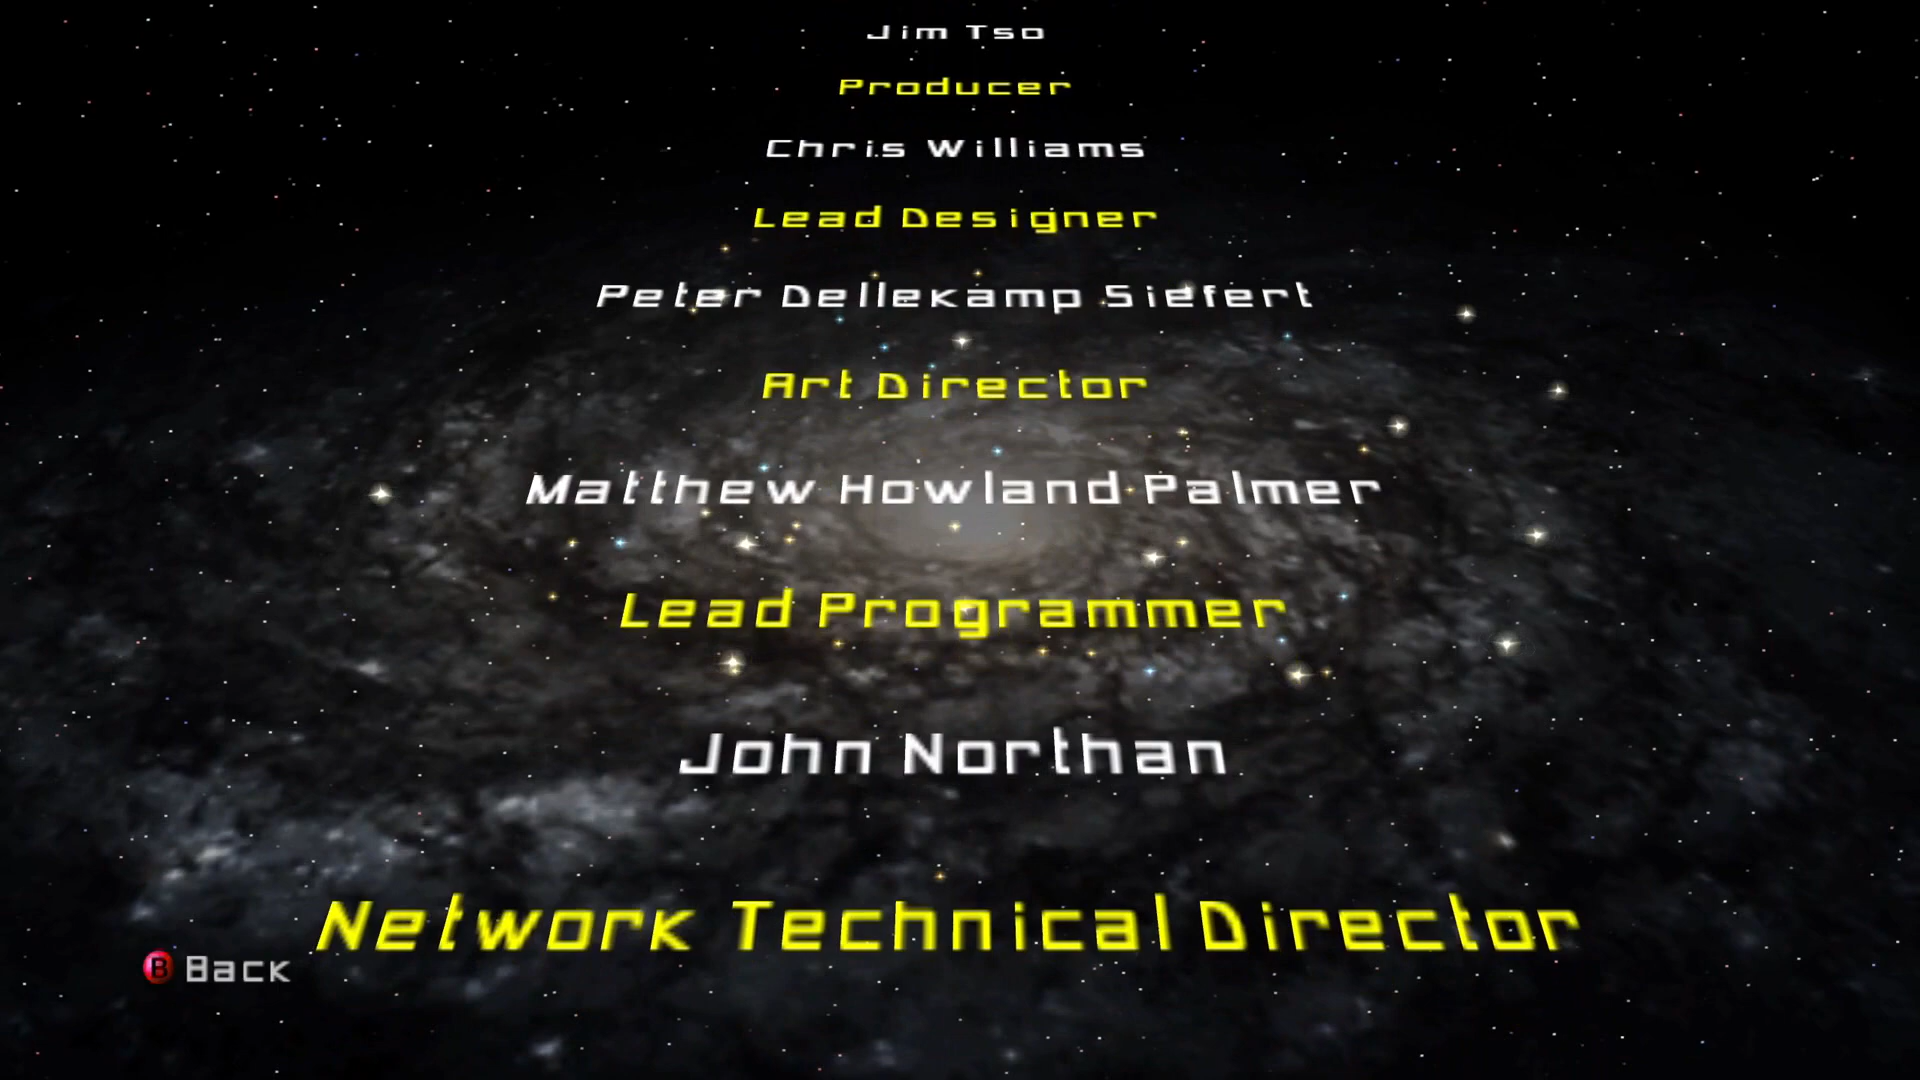 Jim Tso
Producer
Chris Williams
Lead Designer
Peter Dellekamp Siefert
Art Director
Matthew Howland Palmer
Lead Programmer
John Northan
Network Technical Director
B Back